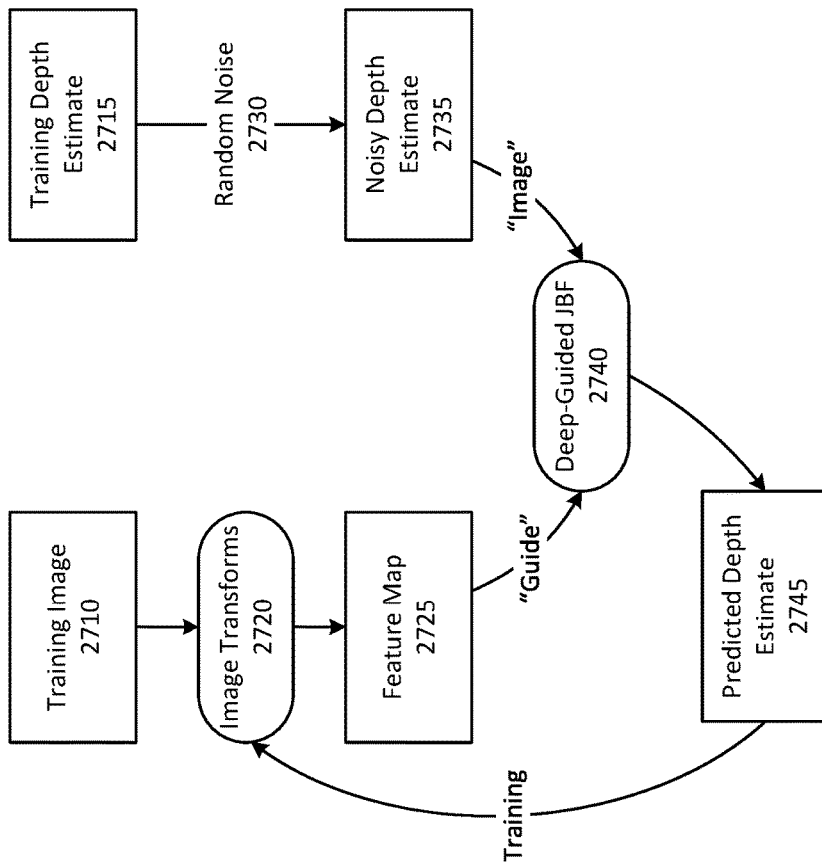 Training Image
2710
Image Transforms
2720
Feature Map
2725
"Guide"
Training Depth
Estimate
2715
Random Noise
2730
Noisy Depth
Estimate
2735
"Image"
Deep-Guided JBF
2740
Predicted Depth
Estimate
2745
Training